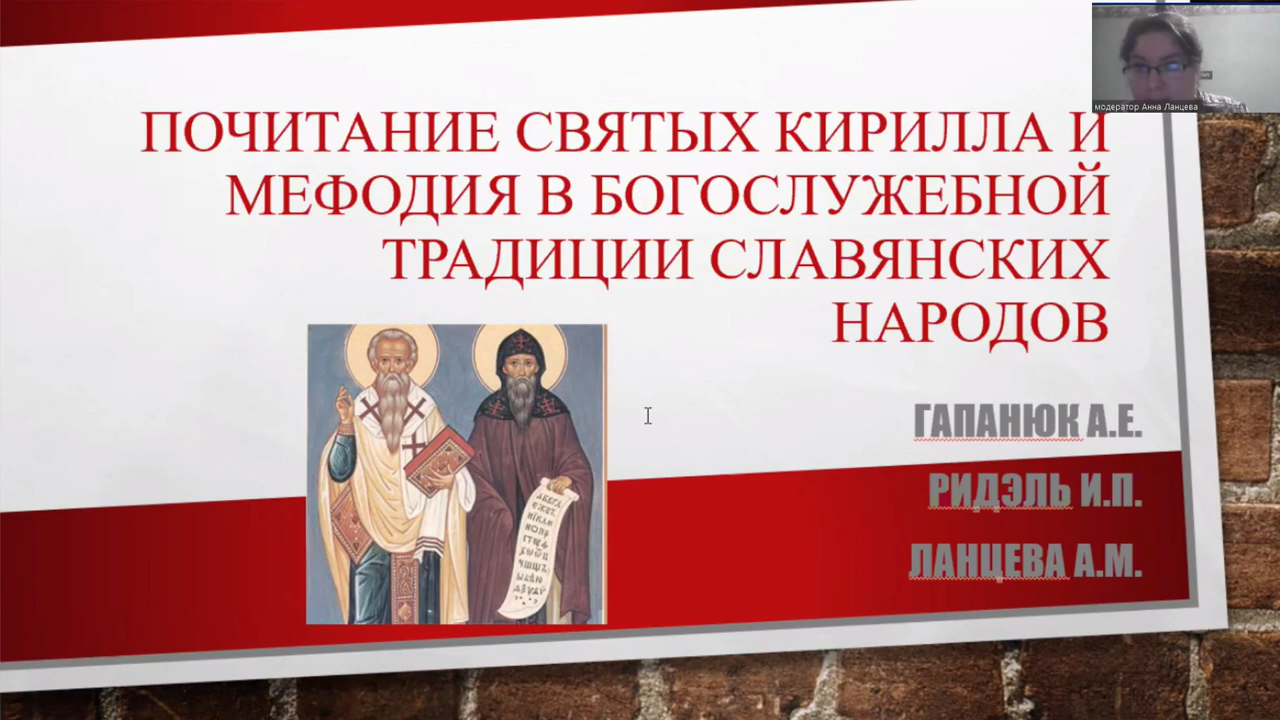 ПОЧИТАНИЕ СВЯТЫХ КИРИЛЛА И
МЕФОДИЯ В БОГОСЛУЖЕБНОЙ
ТРАДИЦИИ СЛАВЯНСКИХ
НАРОДОВ
ГАПАНЮК А.Е.
РИДЭЛЬ И.П.
ЛАНЦЕВА А.М.
модератор Анна Ланцева